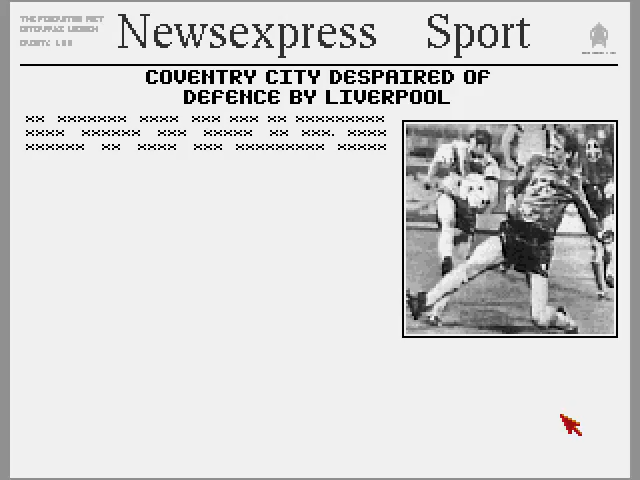 Newsexpress Sport
COVENTRY CITY DESPAIRED OF
DEFENCE BY LIVERPOOL